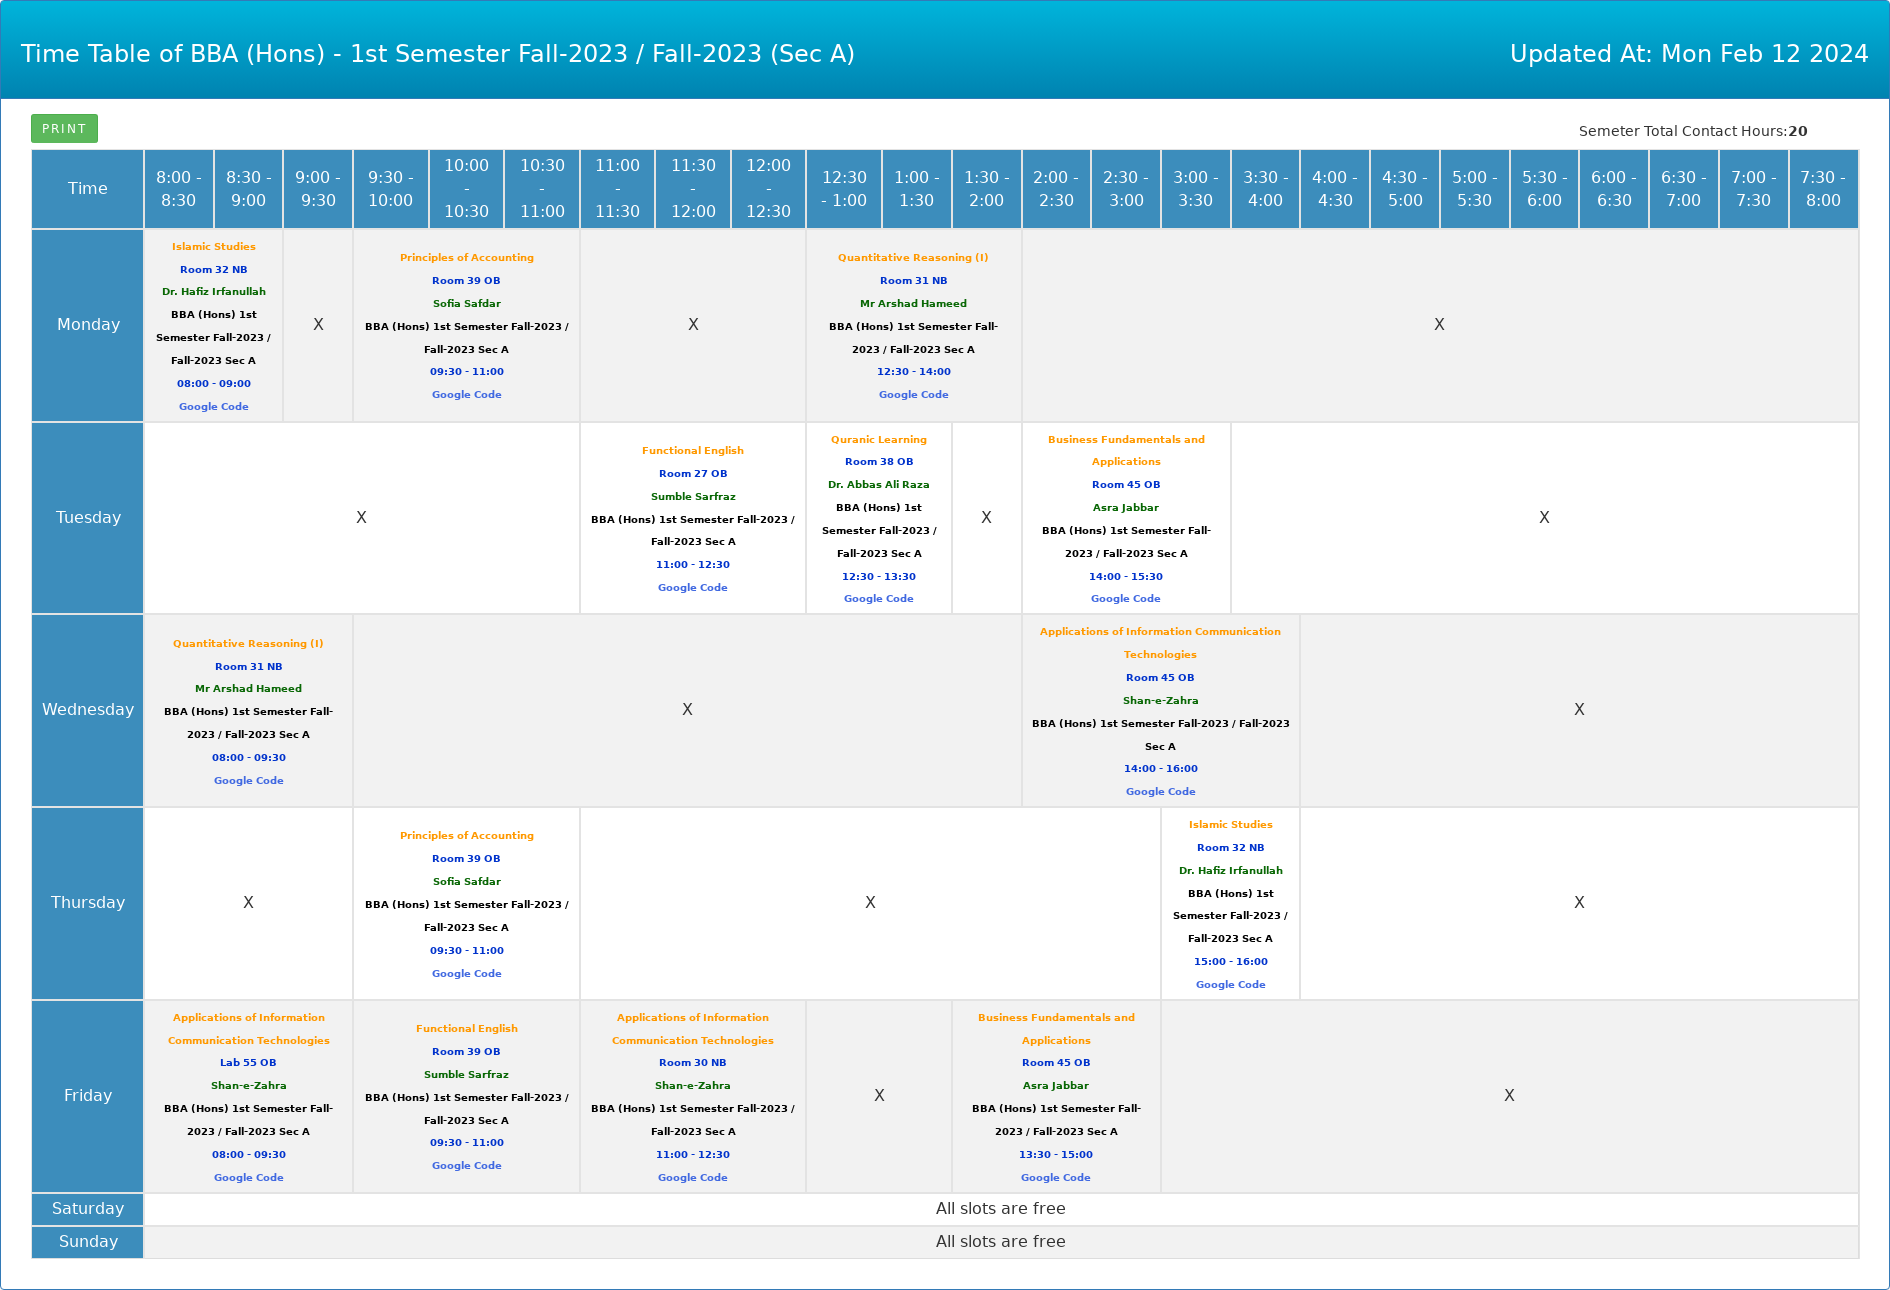 Time Table of BBA (Hons) - 1st Semester Fall-2023 / Fall-2023 (Sec A)
Updated At: Mon Feb 12 2024
PRINT
Semeter Total Contact Hours:20
Time
8:00 -
8:30
8:30 -
9:00
9:00 -
9:30
9:30 -
10:00
10:00
-
10:30
10:30
-
11:00
11:00
-
11:30
11:30
-
12:00
12:00
-
12:30
12:30
- 1:00
1:00 -
1:30
1:30 -
2:00
2:00 -
2:30
2:30 -
3:00
3:00 -
3:30
3:30 -
4:00
4:00 -
4:30
4:30 -
5:00
5:00 -
5:30
5:30 -
6:00
6:00 -
6:30
6:30 -
7:00
7:00 -
7:30
7:30 -
8:00
Monday
Islamic Studies
Room 32 NB
Dr. Hafiz Irfanullah
BBA (Hons) 1st
Semester Fall-2023 /
Fall-2023 Sec A
08:00 - 09:00
Google Code
X
Principles of Accounting
Room 39 OB
Sofia Safdar
BBA (Hons) 1st Semester Fall-2023 /
Fall-2023 Sec A
09:30 - 11:00
Google Code
X
Quantitative Reasoning (I)
Room 31 NB
Mr Arshad Hameed
BBA (Hons) 1st Semester Fall-
2023 / Fall-2023 Sec A
12:30 - 14:00
Google Code
X
Tuesday
X
Functional English
Room 27 OB
Sumble Sarfraz
BBA (Hons) 1st Semester Fall-2023 /
Fall-2023 Sec A
11:00 - 12:30
Google Code
Quranic Learning
Room 38 OB
Dr. Abbas Ali Raza
BBA (Hons) 1st
Semester Fall-2023 /
Fall-2023 Sec A
12:30 - 13:30
Google Code
X
Business Fundamentals and
Applications
Room 45 OB
Asra Jabbar
BBA (Hons) 1st Semester Fall-
2023 / Fall-2023 Sec A
14:00 - 15:30
Google Code
X
Wednesday
Quantitative Reasoning (I)
Room 31 NB
Mr Arshad Hameed
BBA (Hons) 1st Semester Fall-
2023 / Fall-2023 Sec A
08:00 - 09:30
Google Code
X
Applications of Information Communication
Technologies
Room 45 OB
Shan-e-Zahra
BBA (Hons) 1st Semester Fall-2023 / Fall-2023
Sec A
14:00 - 16:00
Google Code
X
Thursday
X
Principles of Accounting
Room 39 OB
Sofia Safdar
BBA (Hons) 1st Semester Fall-2023 /
Fall-2023 Sec A
09:30 - 11:00
Google Code
X
Islamic Studies
Room 32 NB
Dr. Hafiz Irfanullah
BBA (Hons) 1st
Semester Fall-2023 /
Fall-2023 Sec A
15:00 - 16:00
Google Code
X
Friday
Applications of Information
Communication Technologies
Lab 55 OB
Shan-e-Zahra
BBA (Hons) 1st Semester Fall-
2023 / Fall-2023 Sec A
08:00 - 09:30
Google Code
Functional English
Room 39 OB
Sumble Sarfraz
BBA (Hons) 1st Semester Fall-2023 /
Fall-2023 Sec A
09:30 - 11:00
Google Code
Applications of Information
Communication Technologies
Room 30 NB
Shan-e-Zahra
BBA (Hons) 1st Semester Fall-2023 /
Fall-2023 Sec A
11:00 - 12:30
Google Code
X
Business Fundamentals and
Applications
Room 45 OB
Asra Jabbar
BBA (Hons) 1st Semester Fall-
2023 / Fall-2023 Sec A
13:30 - 15:00
Google Code
X
Saturday
All slots are free
Sunday
All slots are free